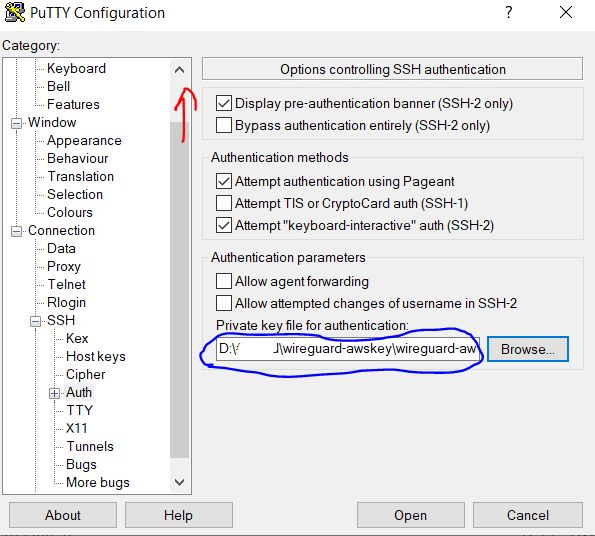 PuTTY Configuration
?
Category:
Keyboard
Bell
Features
Window
Appearance
Behaviour
Translation
Selection
Colours
Connection
Data
Proxy
Telnet
Rlogin
SSH
Kex
Host keys
Cipher
Auth
TTY
X11
Tunnels
Bugs
More bugs
Options controlling SSH authentication
Display pre-authentication banner (SSH-2 only)
Bypass authentication entirely (SSH-2 only)
Authentication methods
Attempt authentication using Pageant
Attempt TIS or CryptoCard auth (SSH-1)
Attempt "keyboard-interactive" auth (SSH-2)
Authentication parameters
Allow agent forwarding
Allow attempted changes of username in SSH-2
Private key file for authentication:
D:\ \wireguard-awskey\wireguard-aw
Browse...
About
Help
Open
Cancel